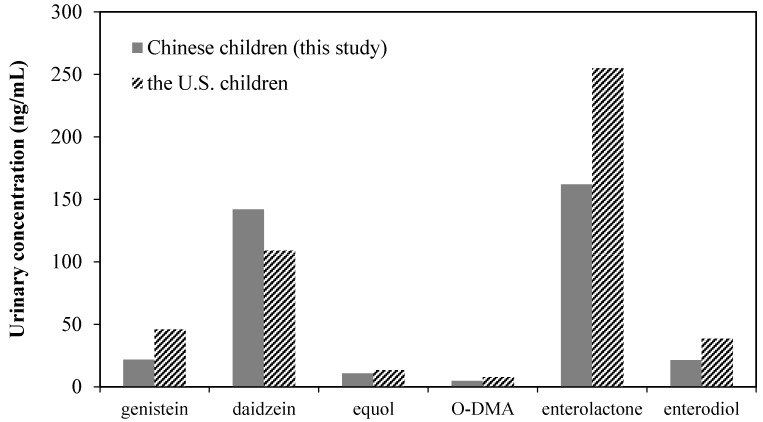 Urinary concentration (ng/mL)
300
250
200
150
100
50
0
Chinese children (this study)
the U.S. children
genistein daidzein equol O-DMA enterolactone enterodiol